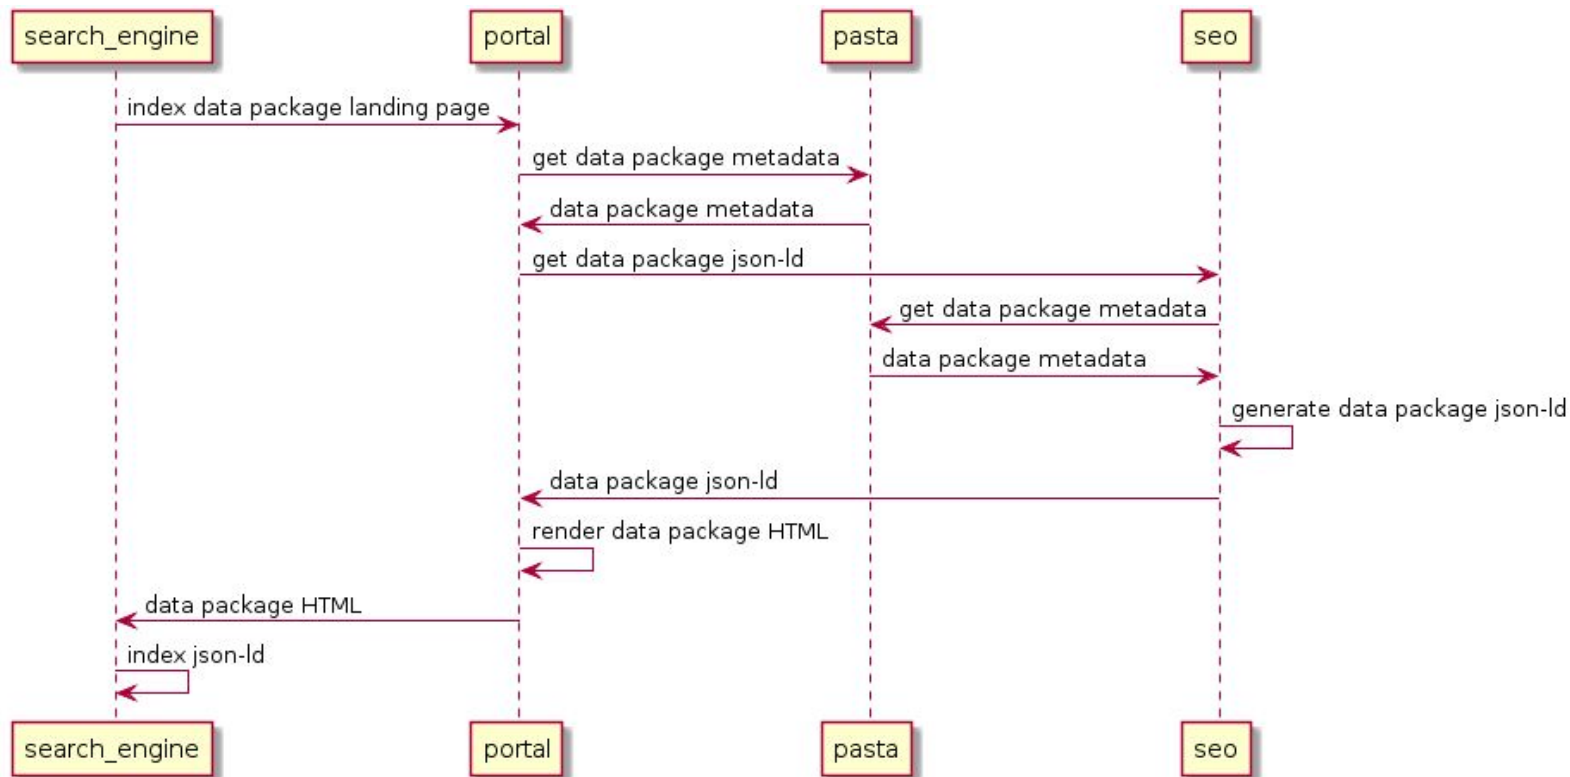 search_engine
portal
pasta
seo
index data package landing page
get data package metadata
data package metadata
get data package json-ld
get data package metadata
data package metadata
generate data package json-ld
data package json-ld
render data package HTML
data package HTML
index json-ld
search_engine
portal
pasta
seo